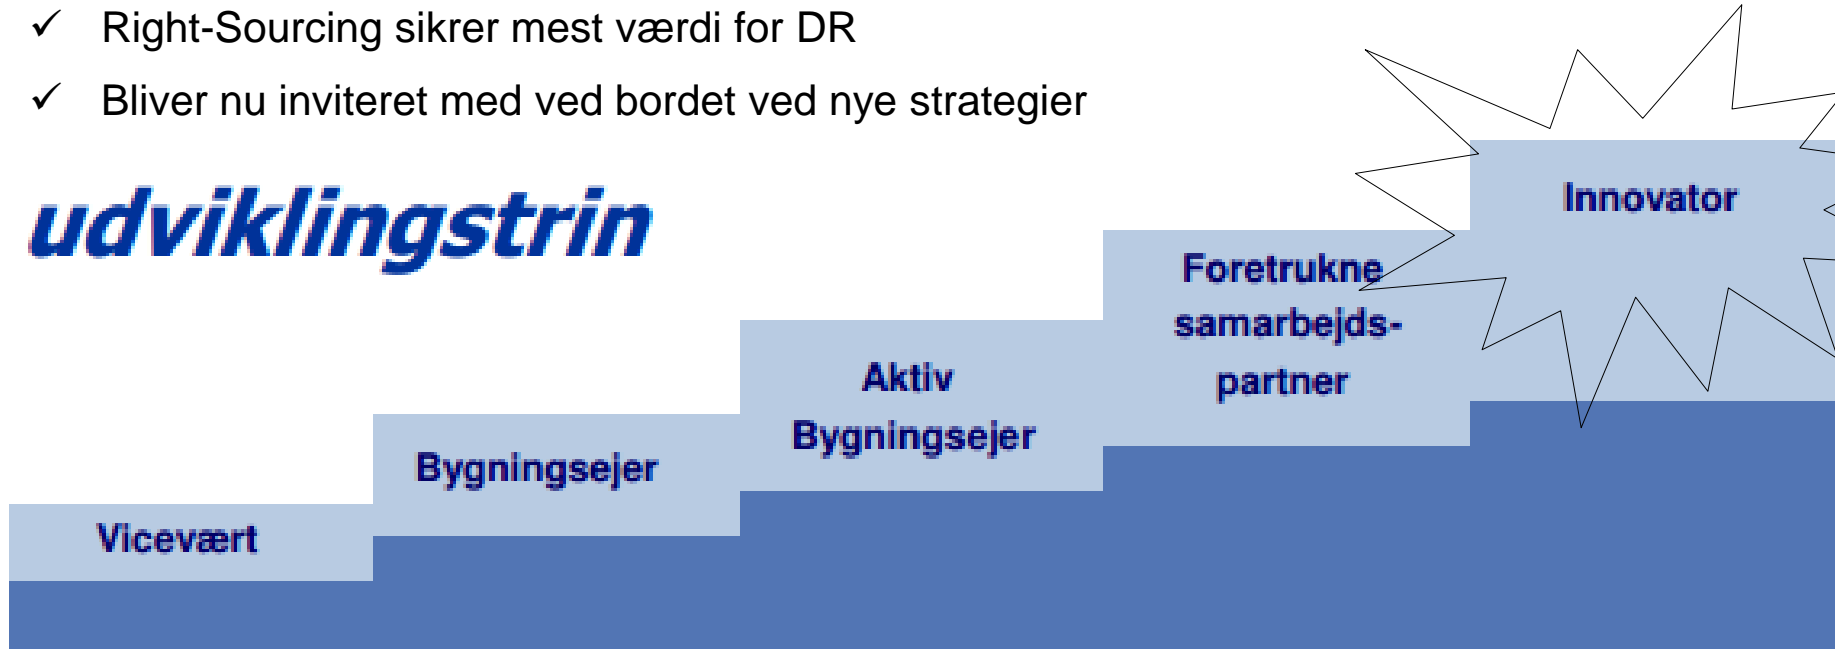 ✓ Right-Sourcing sikrer mest værdi for DR
✓ Bliver nu inviteret med ved bordet ved nye strategier
udviklingstrin
Vicevært
Bygningsejer
Aktiv
Bygningsejer
Foretrukne
samarbejds-
partner
Innovator